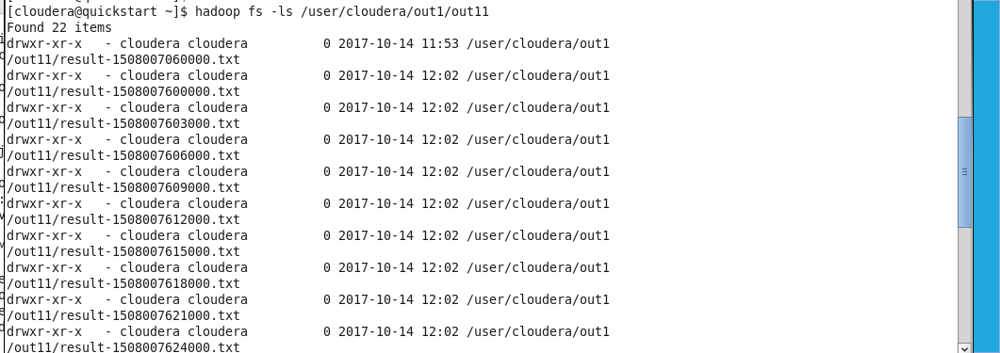 [cloudera@quickstart ~]$ hadoop fs -ls /user/cloudera/out1/out11
Found 22 items
drwxr-xr-x   - cloudera cloudera          0 2017-10-14 11:53 /user/cloudera/out1
/out11/result-1508007060000.txt
drwxr-xr-x   - cloudera cloudera          0 2017-10-14 12:02 /user/cloudera/out1
/out11/result-1508007600000.txt
drwxr-xr-x   - cloudera cloudera          0 2017-10-14 12:02 /user/cloudera/out1
/out11/result-1508007603000.txt
drwxr-xr-x   - cloudera cloudera          0 2017-10-14 12:02 /user/cloudera/out1
/out11/result-1508007606000.txt
drwxr-xr-x   - cloudera cloudera          0 2017-10-14 12:02 /user/cloudera/out1
/out11/result-1508007609000.txt
drwxr-xr-x   - cloudera cloudera          0 2017-10-14 12:02 /user/cloudera/out1
/out11/result-1508007612000.txt
drwxr-xr-x   - cloudera cloudera          0 2017-10-14 12:02 /user/cloudera/out1
/out11/result-1508007615000.txt
drwxr-xr-x   - cloudera cloudera          0 2017-10-14 12:02 /user/cloudera/out1
/out11/result-1508007618000.txt
drwxr-xr-x   - cloudera cloudera          0 2017-10-14 12:02 /user/cloudera/out1
/out11/result-1508007621000.txt
drwxr-xr-x   - cloudera cloudera          0 2017-10-14 12:02 /user/cloudera/out1
/out11/result-1508007624000.txt